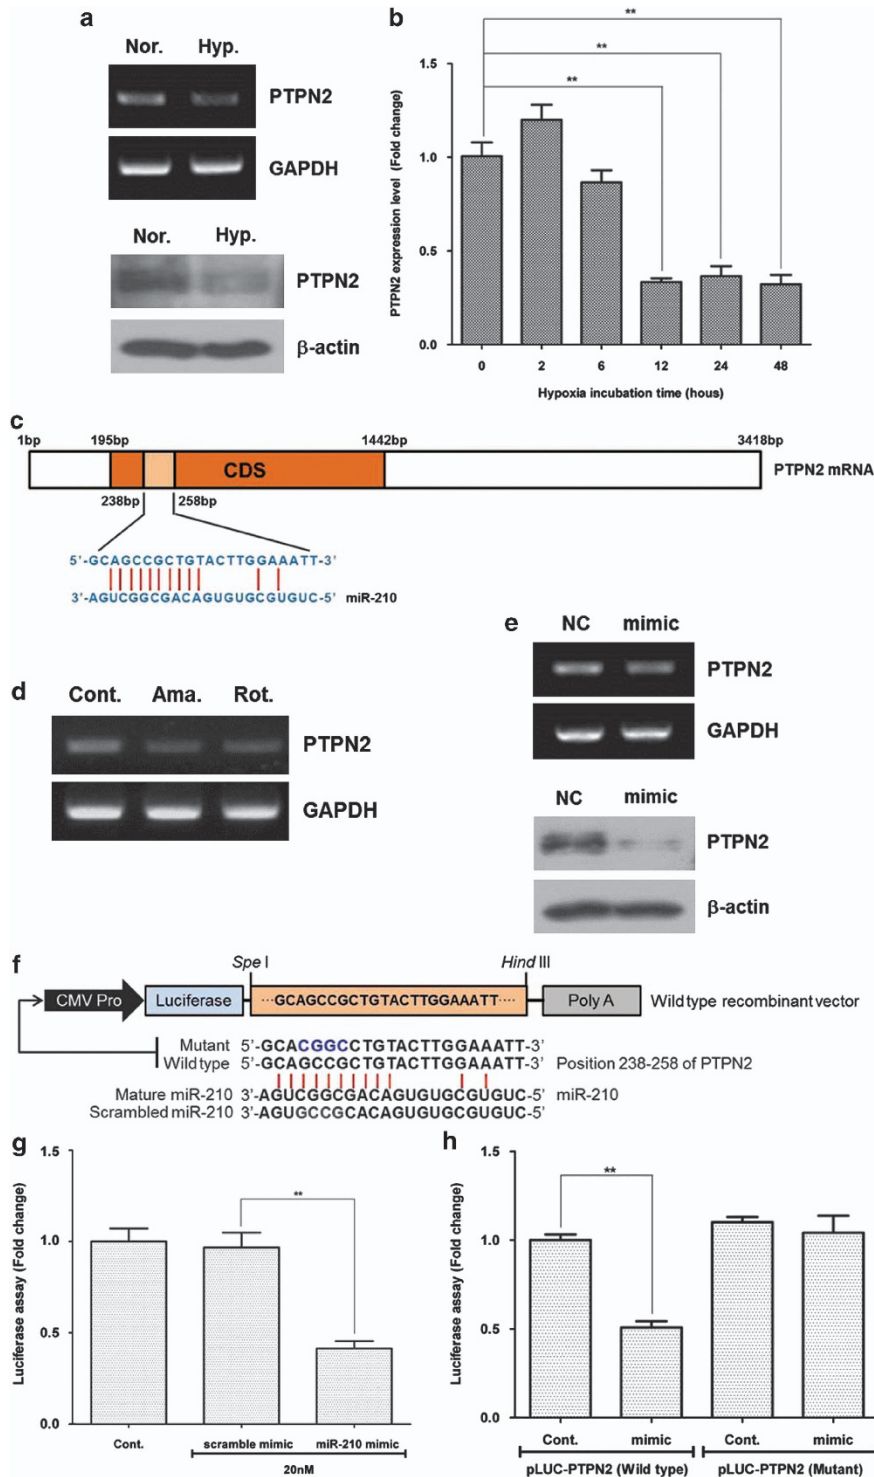 a
Nor. Hyp.
PTPN2
GAPDH
Nor. Hyp.
PTPN2
β-actin
b
PTPN2 expression level (Fold change)
1.5
1.0
0.5
0.0
** 
**
**
0 2 6 12 24 48
Hypoxia incubation time (hous)
c
1bp 195bp 1442bp 3418bp
CDS
PTPN2 mRNA
238bp 258bp
5'-GCAGCCGCTGTACTTGGAAATT-3'
3'-AGUCGGCGACAGUGUGCGUGUC-5' miR-210
d
Cont. Ama. Rot.
PTPN2
GAPDH
e
NC mimic
PTPN2
GAPDH
NC mimic
PTPN2
β-actin
f
Spe I Hind III
CMV Pro Luciferase ···GCAGCCGCTGTACTTGGAAATT···· Poly A Wild type recombinant vector
Mutant 5'-GCACGGCCTGTACTTGGAAATT-3'
Wild type 5'-GCAGCCGCTGTACTTGGAAATT-3' Position 238-258 of PTPN2
Mature miR-210 3'-AGUCGGCGACAGUGUGCGUGUC-5' miR-210
Scrambled miR-210 3'-AGUGCCGCACAGUGUGCGUGUC-5'
g
Luciferase assay (Fold change)
1.5
1.0
0.5
0.0
**
Cont. scramble mimic miR-210 mimic
20nM
h
Luciferase assay (Fold change)
1.5
1.0
0.5
0.0
**
Cont. mimic Cont. mimic
pLUC-PTPN2 (Wild type) pLUC-PTPN2 (Mutant)